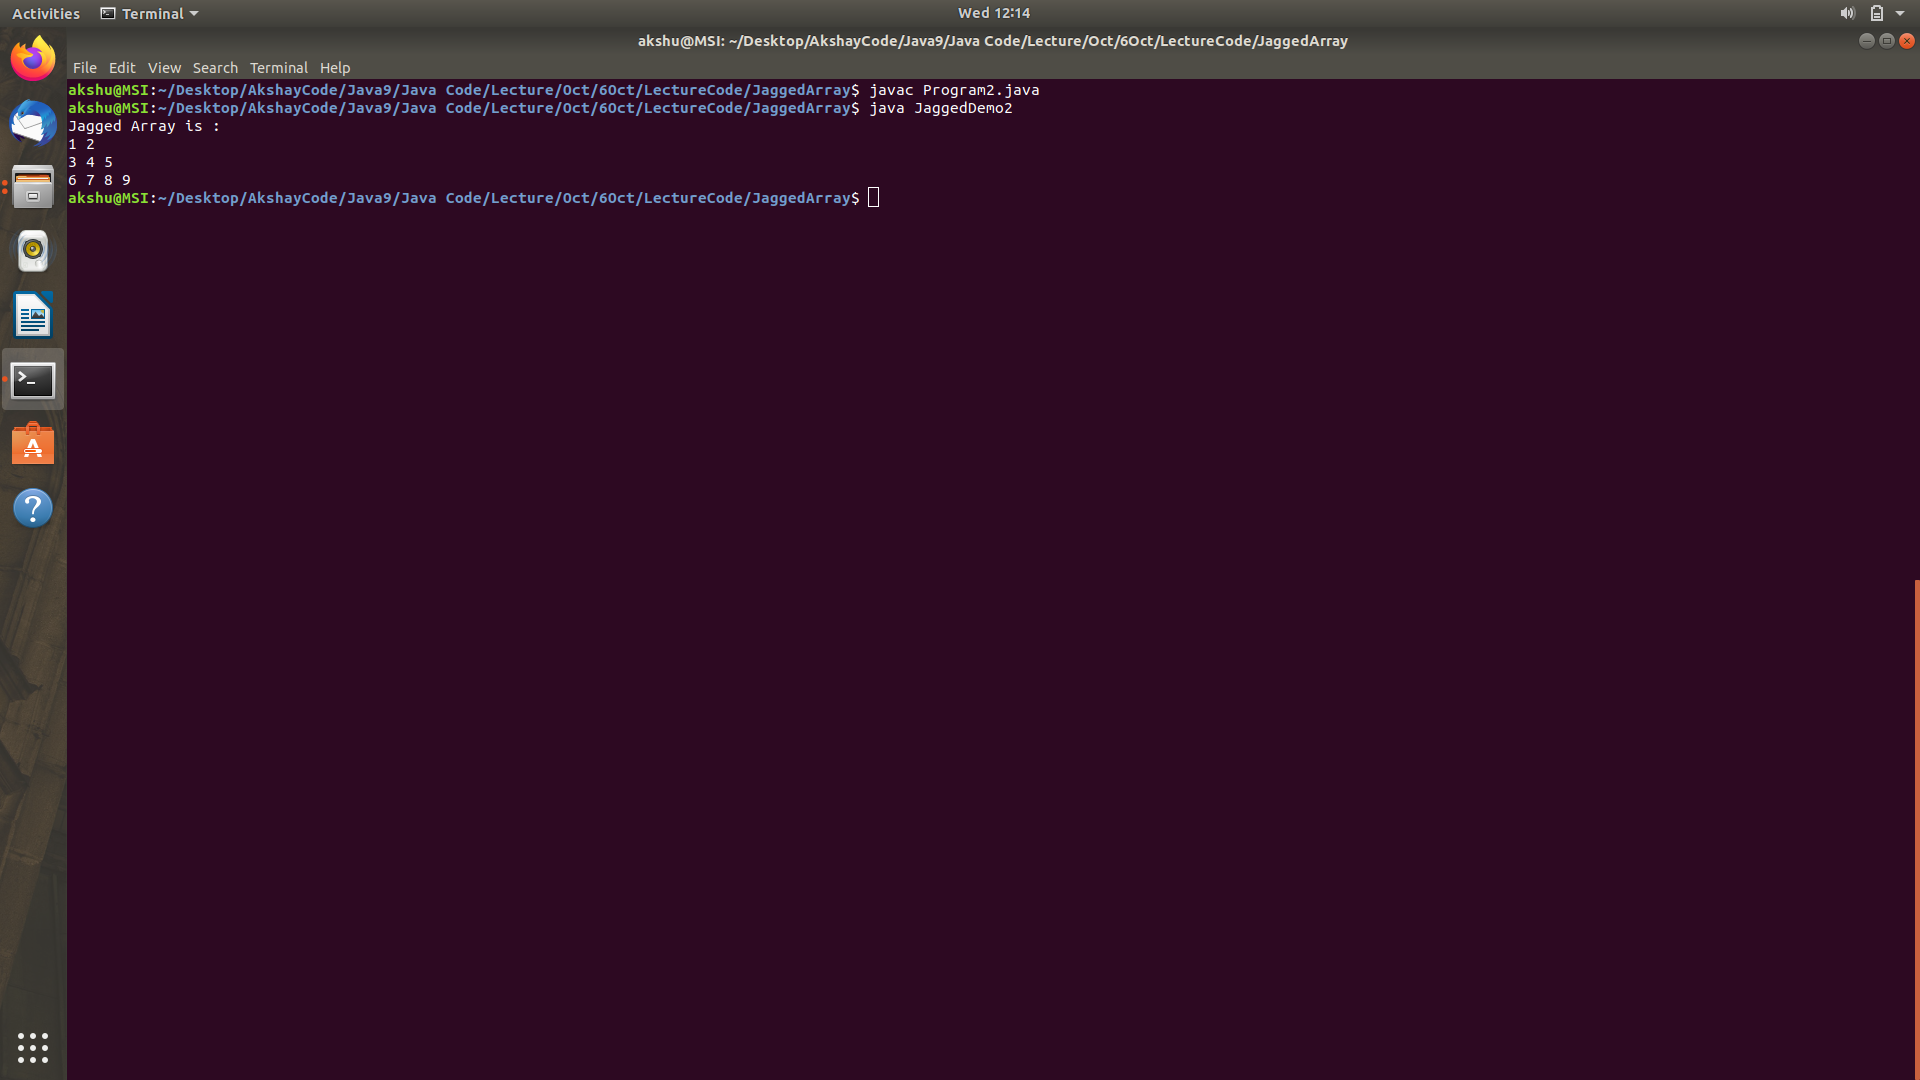 Activities Terminal Wed 12:14
akshu@MSI: ~/Desktop/AkshayCode/Java9/Java Code/Lecture/Oct/6Oct/LectureCode/JaggedArray
File Edit View Search Terminal Help
akshu@MSI:~/Desktop/AkshayCode/Java9/Java Code/Lecture/Oct/6Oct/LectureCode/JaggedArray$ javac Program2.java
akshu@MSI:~/Desktop/AkshayCode/Java9/Java Code/Lecture/Oct/6Oct/LectureCode/JaggedArray$ java JaggedDemo2
Jagged Array is :
1 2
3 4 5
6 7 8 9
akshu@MSI:~/Desktop/AkshayCode/Java9/Java Code/Lecture/Oct/6Oct/LectureCode/JaggedArray$